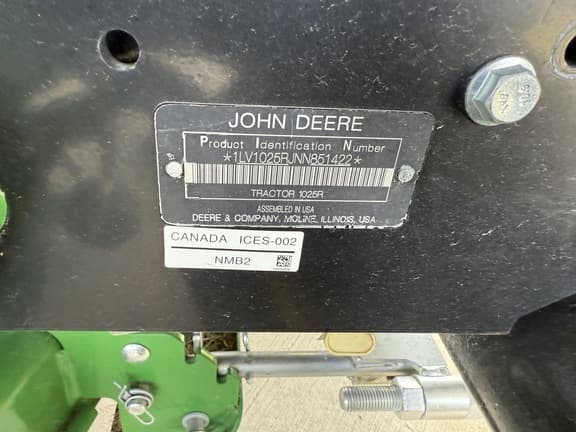 JOHN DEERE
Product Identification Number
*1LV1025RJNN851422*
TRACTOR 1025R
ASSEMBLED IN USA
DEERE & COMPANY, MOLINE, ILLINOIS, USA
CANADA ICES-002
NMB2